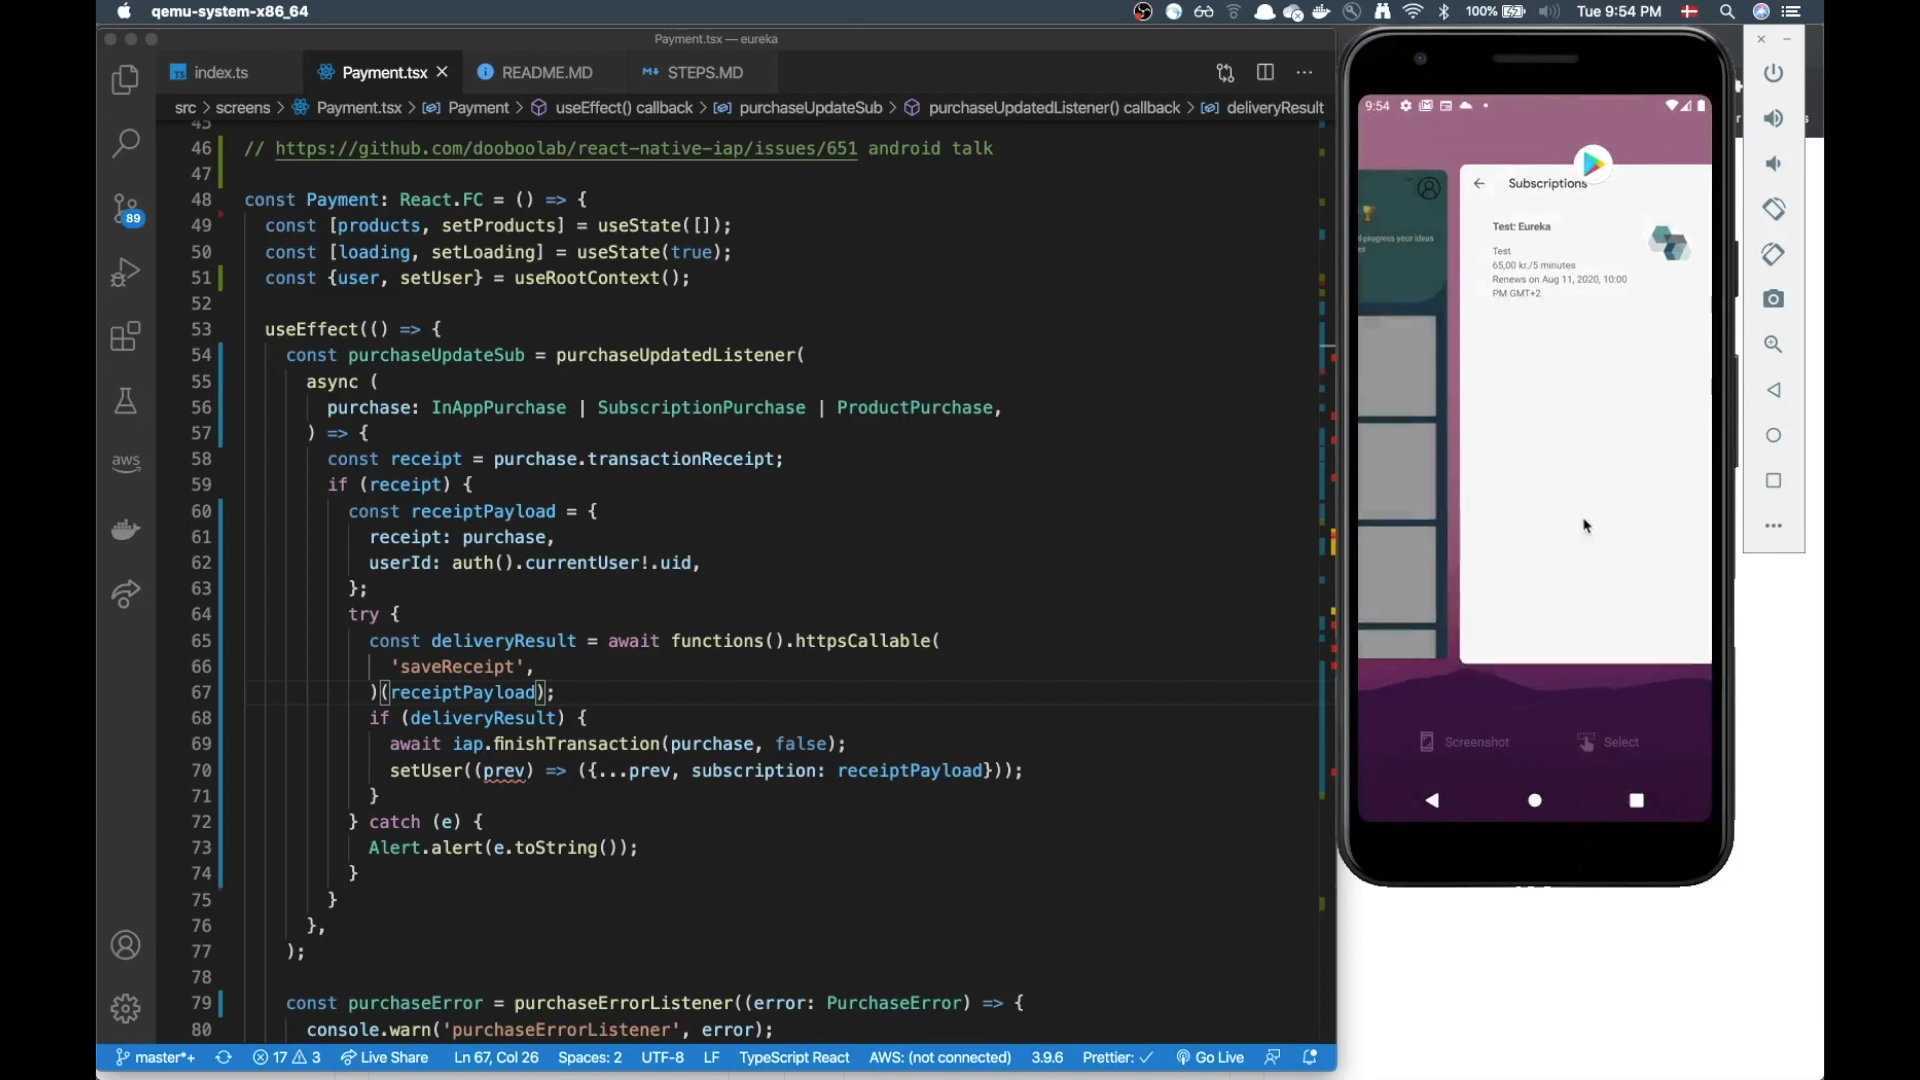 qemu-system-x86_64
100%
Tue 9:54 PM
Payment.tsx — eureka
index.ts
Payment.tsx
README.MD
STEPS.MD
src > screens > Payment.tsx > Payment > useEffect() callback > purchaseUpdateSub > purchaseUpdatedListener() callback > deliveryResult
45
46 // https://github.com/dooboolab/react-native-iap/issues/651 android talk
47
48 const Payment: React.FC = () => {
49 const [products, setProducts] = useState([]);
50 const [loading, setLoading] = useState(true);
51 const {user, setUser} = useRootContext();
52
53 useEffect(() => {
54 const purchaseUpdateSub = purchaseUpdatedListener(
55 async (
56 purchase: InAppPurchase | SubscriptionPurchase | ProductPurchase,
57 ) => {
58 const receipt = purchase.transactionReceipt;
59 if (receipt) {
60 const receiptPayload = {
61 receipt: purchase,
62 userId: auth().currentUser!.uid,
63 };
64 try {
65 const deliveryResult = await functions().httpsCallable(
66 'saveReceipt',
67 )(receiptPayload);
68 if (deliveryResult) {
69 await iap.finishTransaction(purchase, false);
70 setUser((prev) => ({...prev, subscription: receiptPayload}));
71 }
72 } catch (e) {
73 Alert.alert(e.toString());
74 }
75 }
76 },
77 );
78
79 const purchaseError = purchaseErrorListener((error: PurchaseError) => {
80 console.warn('purchaseErrorListener', error);
89
aws
master*+
17
3
Live Share
Ln 67, Col 26
Spaces: 2
UTF-8
LF
TypeScript React
AWS: (not connected)
3.9.6
Prettier: ✓
Go Live
9:54
progress your ideas
Subscriptions
Test: Eureka
Test
65,00 kr./5 minutes
Renews on Aug 11, 2020, 10:00
PM GMT+2
Screenshot
Select